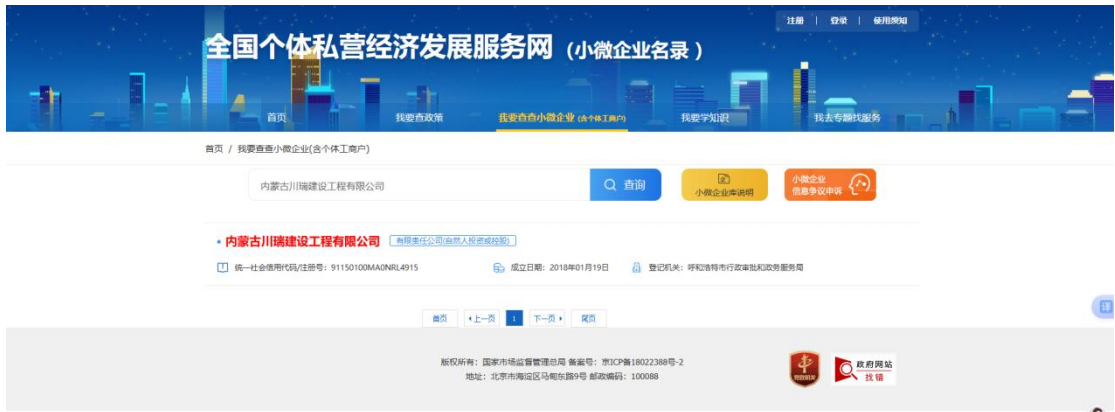 注册 | 登录 | 使用须知
全国个体私营经济发展服务网（小微企业名录）
首页 我要查政策 我要查查小微企业 (含个体工商户) 我要学知识 我去专题找服务
首页 / 我要查查小微企业(含个体工商户)
内蒙古川瑞建设工程有限公司 查询 小微企业库说明 小微企业
信息争议申诉
内蒙古川瑞建设工程有限公司 有限责任公司(自然人投资或控股)
统一社会信用代码/注册号：91150100MA0NRL4915 成立日期：2018年01月19日 登记机关：呼和浩特市行政审批和政务服务局
首页 上一页 1 下一页 尾页
版权所有：国家市场监督管理总局 备案号：京ICP备18022388号-2
地址：北京市海淀区马甸东路9号 邮政编码：100088
党政机关
政府网站
找错
译